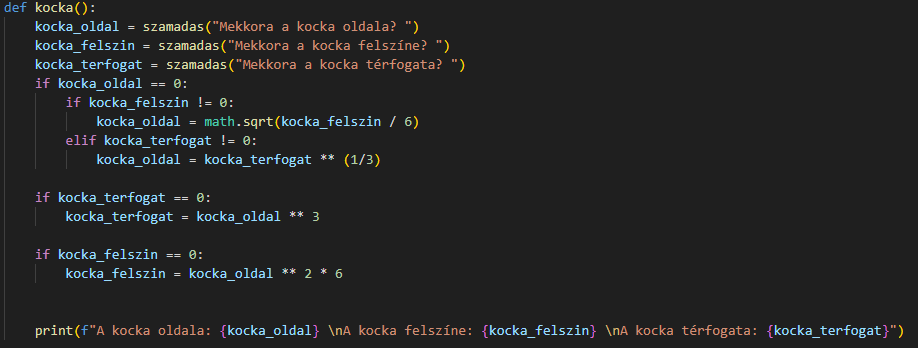 def kocka():
    kocka_oldal = szamadas("Mekkora a kocka oldala? ")
    kocka_felszin = szamadas("Mekkora a kocka felszíne? ")
    kocka_terfogat = szamadas("Mekkora a kocka térfogata? ")
    if kocka_oldal == 0:
        if kocka_felszin != 0:
            kocka_oldal = math.sqrt(kocka_felszin / 6)
        elif kocka_terfogat != 0:
            kocka_oldal = kocka_terfogat ** (1/3)
    if kocka_terfogat == 0:
        kocka_terfogat = kocka_oldal ** 3
    if kocka_felszin == 0:
        kocka_felszin = kocka_oldal ** 2 * 6
    print(f"A kocka oldala: {kocka_oldal} \nA kocka felszíne: {kocka_felszin} \nA kocka térfogata: {kocka_terfogat}")